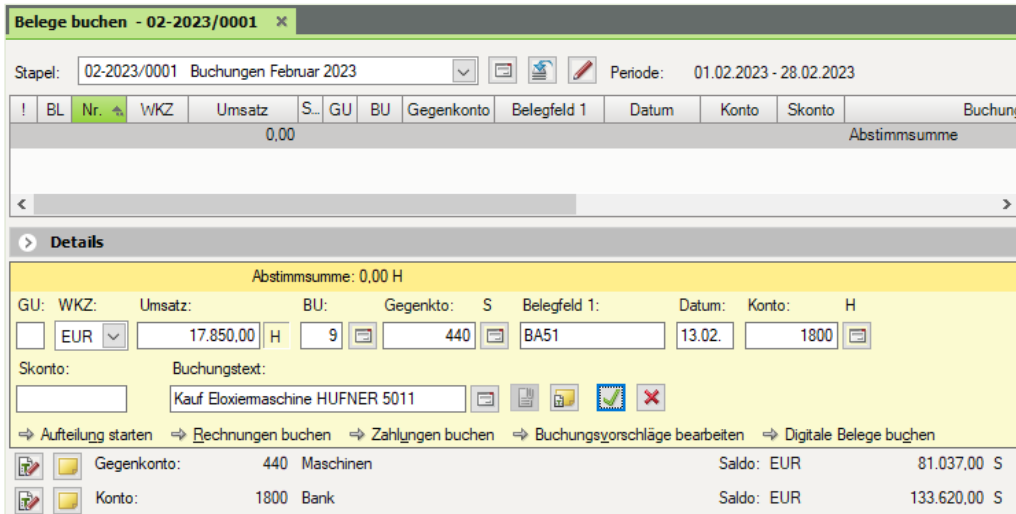 Belege buchen - 02-2023/0001 ×
Stapel: 02-2023/0001 Buchungen Februar 2023 Periode: 01.02.2023 - 28.02.2023
! BL Nr. WKZ Umsatz S... GU BU Gegenkonto Belegfeld 1 Datum Konto Skonto Buchung
0,00 Abstimmsumme
Details
Abstimmsumme: 0,00 H
GU: WKZ: Umsatz: BU: Gegenkto: S Belegfeld 1: Datum: Konto: H
EUR 17.850,00 H 9 440 BA51 13.02. 1800
Skonto: Buchungstext:
Kauf Eloxiermaschine HUFNER 5011
⇨ Aufteilung starten ⇨ Rechnungen buchen ⇨ Zahlungen buchen ⇨ Buchungsvorschläge bearbeiten ⇨ Digitale Belege buchen
Gegenkonto: 440 Maschinen Saldo: EUR 81.037,00 S
Konto: 1800 Bank Saldo: EUR 133.620,00 S